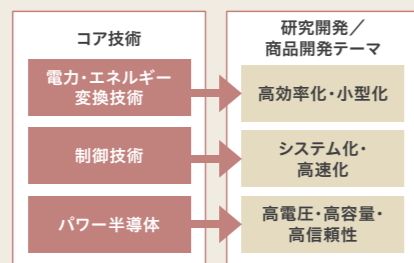 コア技術
研究開発／
商品開発テーマ
電力・エネルギー
変換技術
高効率化・小型化
制御技術
システム化・
高速化
パワー半導体
高電圧・高容量・
高信頼性